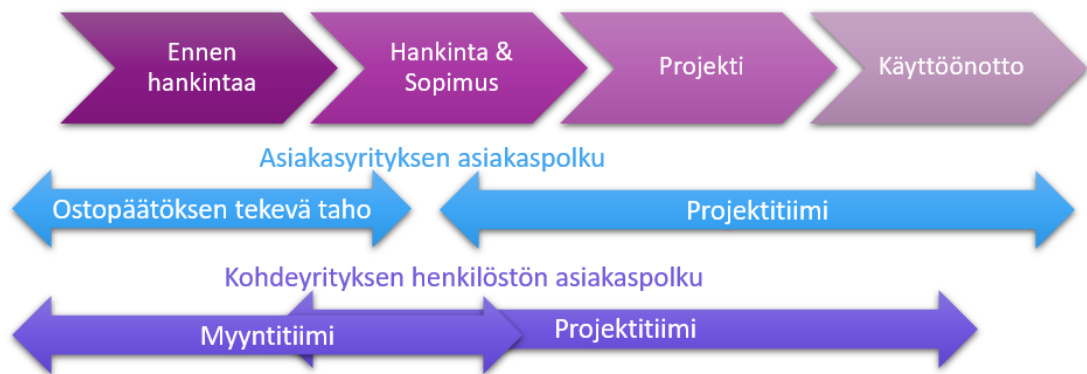 Ennen
hankintaa
Hankinta &
Sopimus
Projekti
Käyttöönotto
Asiakasyrityksen asiakaspolku
Ostopäätöksen tekevä taho
Projektitiimi
Kohdeyrityksen henkilöstön asiakaspolku
Myyntitiimi
Projektitiimi